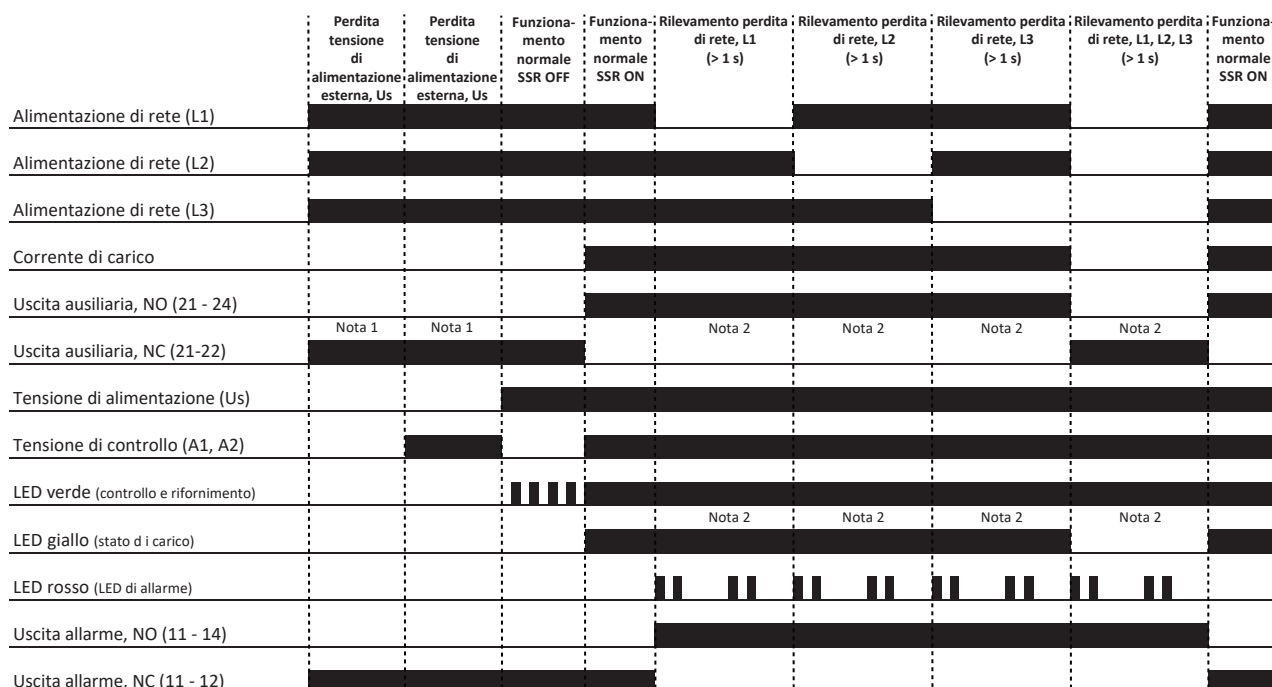 Perdita
tensione
di
alimentazione
esterna, Us
Perdita
tensione
di
alimentazione
esterna, Us
Funziona-
mento
normale
SSR OFF
Funziona-
mento
normale
SSR ON
Rilevamento perdita
di rete, L1
(> 1 s)
Rilevamento perdita
di rete, L2
(> 1 s)
Rilevamento perdita
di rete, L3
(> 1 s)
Rilevamento perdita
di rete, L1, L2, L3
(> 1 s)
Funziona-
mento
normale
SSR ON
Alimentazione di rete (L1)
Alimentazione di rete (L2)
Alimentazione di rete (L3)
Corrente di carico
Uscita ausiliaria, NO (21 - 24)
Nota 1 Nota 1 Nota 2 Nota 2 Nota 2 Nota 2
Uscita ausiliaria, NC (21-22)
Tensione di alimentazione (Us)
Tensione di controllo (A1, A2)
LED verde (controllo e rifornimento)
Nota 2 Nota 2 Nota 2 Nota 2
LED giallo (stato d i carico)
LED rosso (LED di allarme)
Uscita allarme, NO (11 - 14)
Uscita allarme, NC (11 - 12)